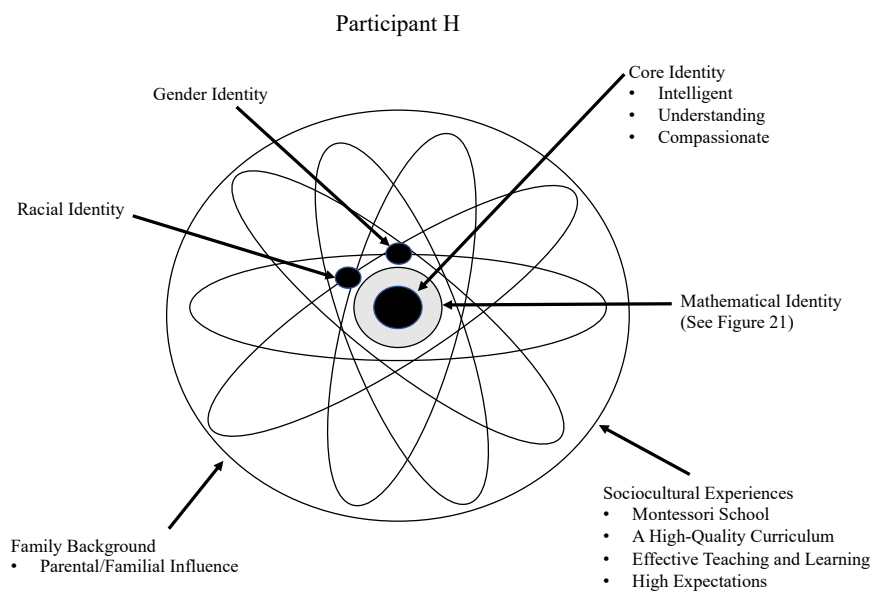 Participant H
Core Identity
• Intelligent
• Understanding
• Compassionate
Gender Identity
Racial Identity
Mathematical Identity
(See Figure 21)
Sociocultural Experiences
• Montessori School
• A High-Quality Curriculum
• Effective Teaching and Learning
• High Expectations
Family Background
• Parental/Familial Influence